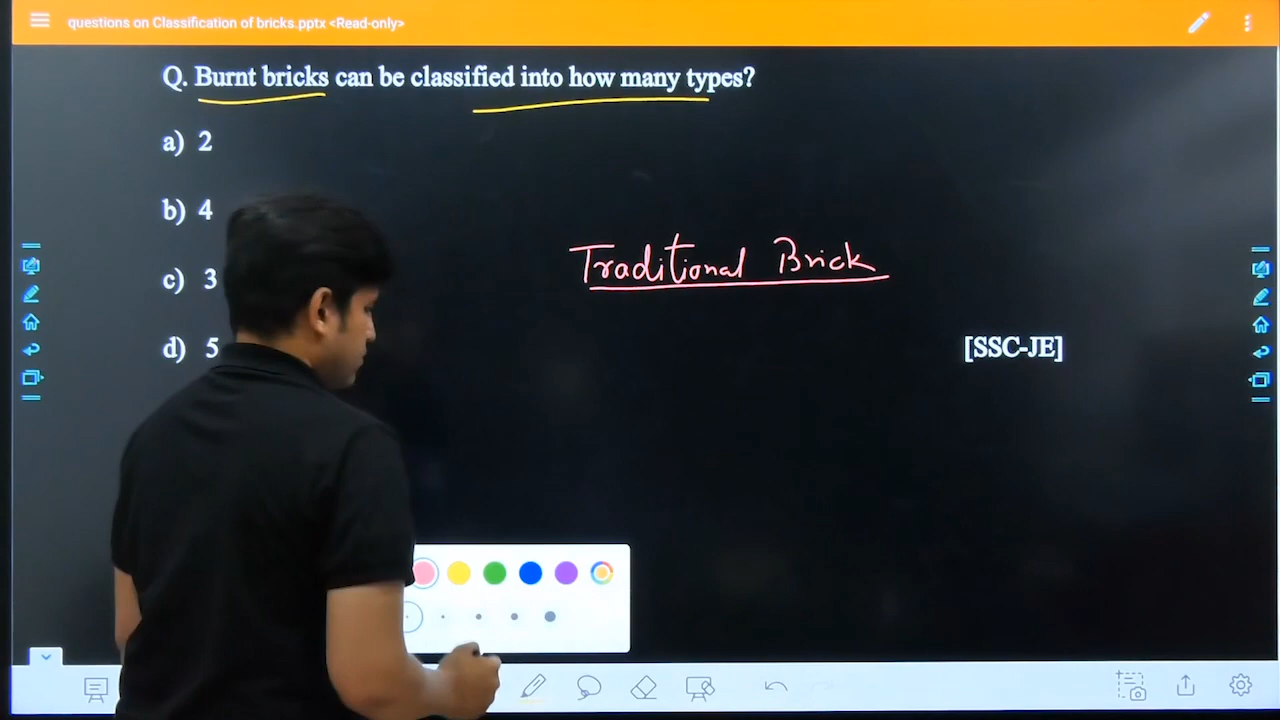 questions on Classification of bricks.pptx <Read-only>
Q. Burnt bricks can be classified into how many types?
a) 2
b) 4
Traditional Brick
c) 3
d) 5
[SSC-JE]